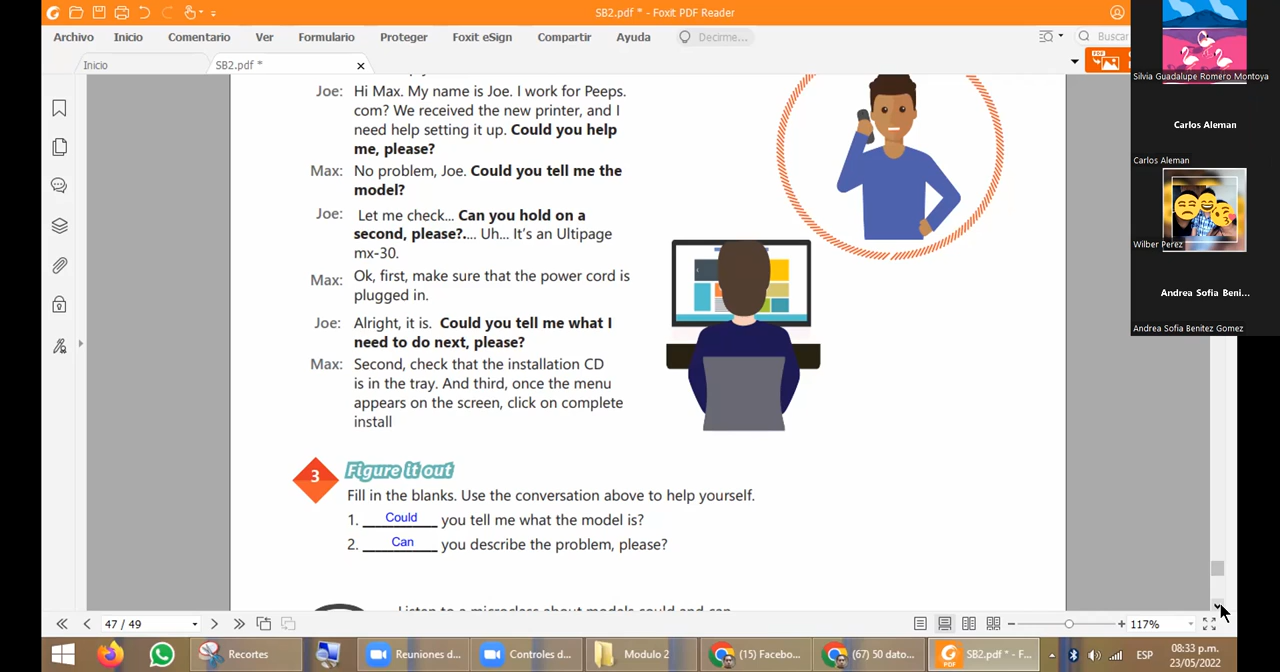 SB2.pdf * - Foxit PDF Reader
Archivo Inicio Comentario Ver Formulario Proteger Foxit eSign Compartir Ayuda Decirme... Buscar
Inicio SB2.pdf *
Joe: Hi Max. My name is Joe. I work for Peeps.
com? We received the new printer, and I
need help setting it up. Could you help
me, please?
Max: No problem, Joe. Could you tell me the
model?
Joe: Let me check... Can you hold on a
second, please?.... Uh... It's an Ultipage
mx-30.
Max: Ok, first, make sure that the power cord is
plugged in.
Joe: Alright, it is. Could you tell me what I
need to do next, please?
Max: Second, check that the installation CD
is in the tray. And third, once the menu
appears on the screen, click on complete
install
3 Figure it out
Fill in the blanks. Use the conversation above to help yourself.
1. Could you tell me what the model is?
2. Can you describe the problem, please?
Listen to a microclass about modals could and can
Silvia Guadalupe Romero Montoya
Carlos Aleman
Carlos Aleman
Wilber Perez
Andrea Sofia Beni...
Andrea Sofia Benitez Gomez
47 / 49 117%
Recortes Reuniones d... Controles d... Modulo 2 (15) Facebo... (67) 50 dato... SB2.pdf * - F... ESP
08:33 p.m.
23/05/2022